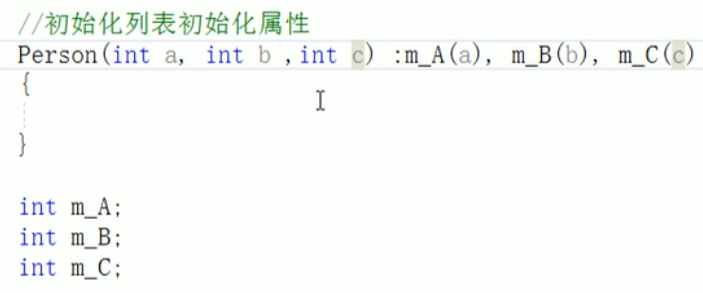 //初始化列表初始化属性
Person(int a, int b ,int c) :m_A(a), m_B(b), m_C(c)
{
}
int m_A;
int m_B;
int m_C;